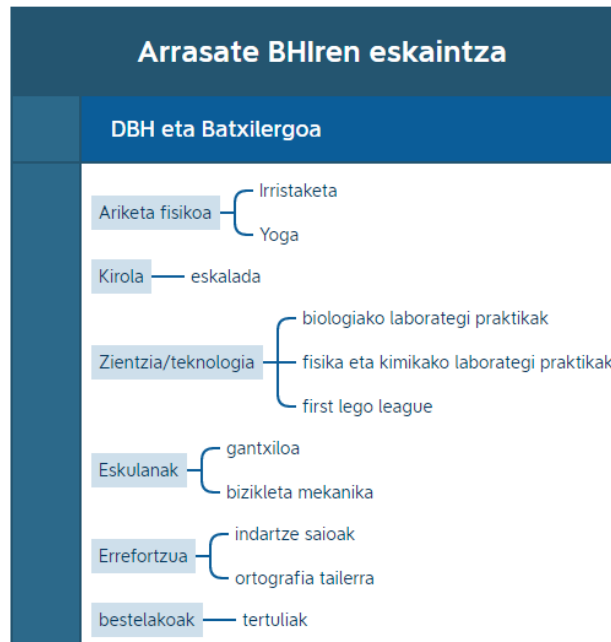 Arrasate BHIren eskaintza
DBH eta Batxilergoa
Ariketa fisikoa
Irristaketa
Yoga
Kirola
eskalada
Zientzia/teknologia
biologiako laborategi praktikak
fisika eta kimikako laborategi praktikak
first lego league
Eskulanak
gantxiloa
bizikleta mekanika
Errefortzua
indartze saioak
ortografia tailerra
bestelakoak
tertuliak